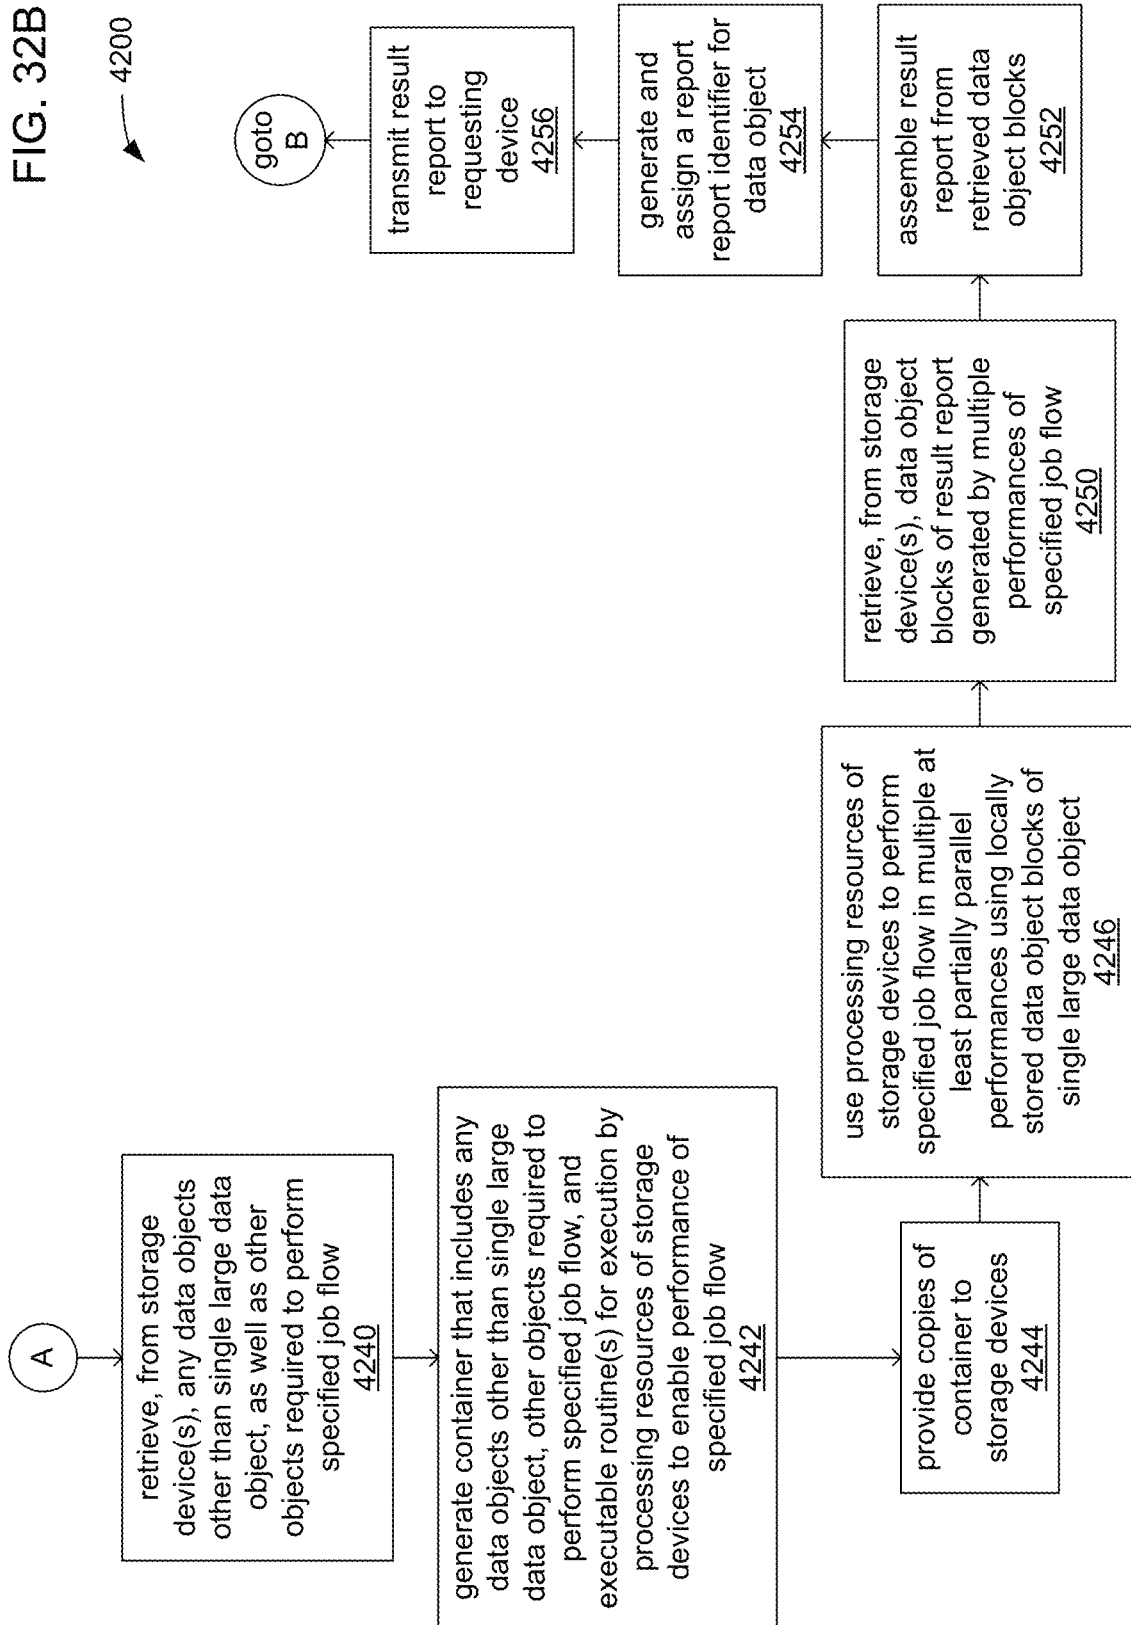 FIG. 32B
4200
A
retrieve, from storage
device(s), any data objects
other than single large data
object, as well as other
objects required to perform
specified job flow
4240
generate container that includes any
data objects other than single large
data object, other objects required to
perform specified job flow, and
executable routine(s) for execution by
processing resources of storage
devices to enable performance of
specified job flow
4242
provide copies of
container to
storage devices
4244
use processing resources of
storage devices to perform
specified job flow in multiple at
least partially parallel
performances using locally
stored data object blocks of
single large data object
4246
retrieve, from storage
device(s), data object
blocks of result report
generated by multiple
performances of
specified job flow
4250
assemble result
report from
retrieved data
object blocks
4252
generate and
assign a report
report identifier for
data object
4254
transmit result
report to
requesting
device
4256
goto
B